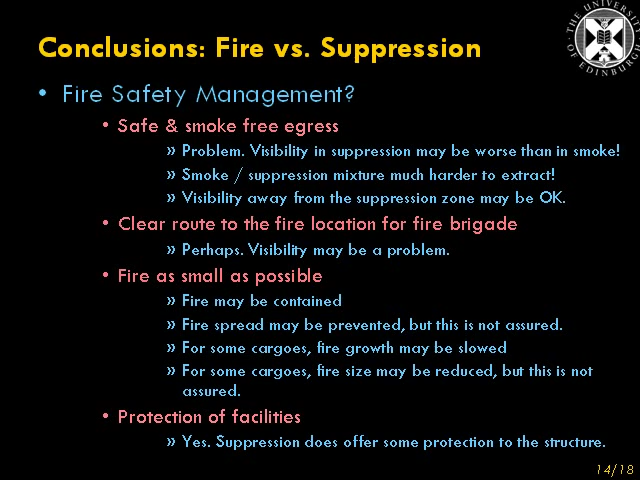 Conclusions: Fire vs. Suppression
THE UNIVERSITY OF EDINBURGH
• Fire Safety Management?
• Safe & smoke free egress
» Problem. Visibility in suppression may be worse than in smoke!
» Smoke / suppression mixture much harder to extract!
» Visibility away from the suppression zone may be OK.
• Clear route to the fire location for fire brigade
» Perhaps. Visibility may be a problem.
• Fire as small as possible
» Fire may be contained
» Fire spread may be prevented, but this is not assured.
» For some cargoes, fire growth may be slowed
» For some cargoes, fire size may be reduced, but this is not
assured.
• Protection of facilities
» Yes. Suppression does offer some protection to the structure.
14/18